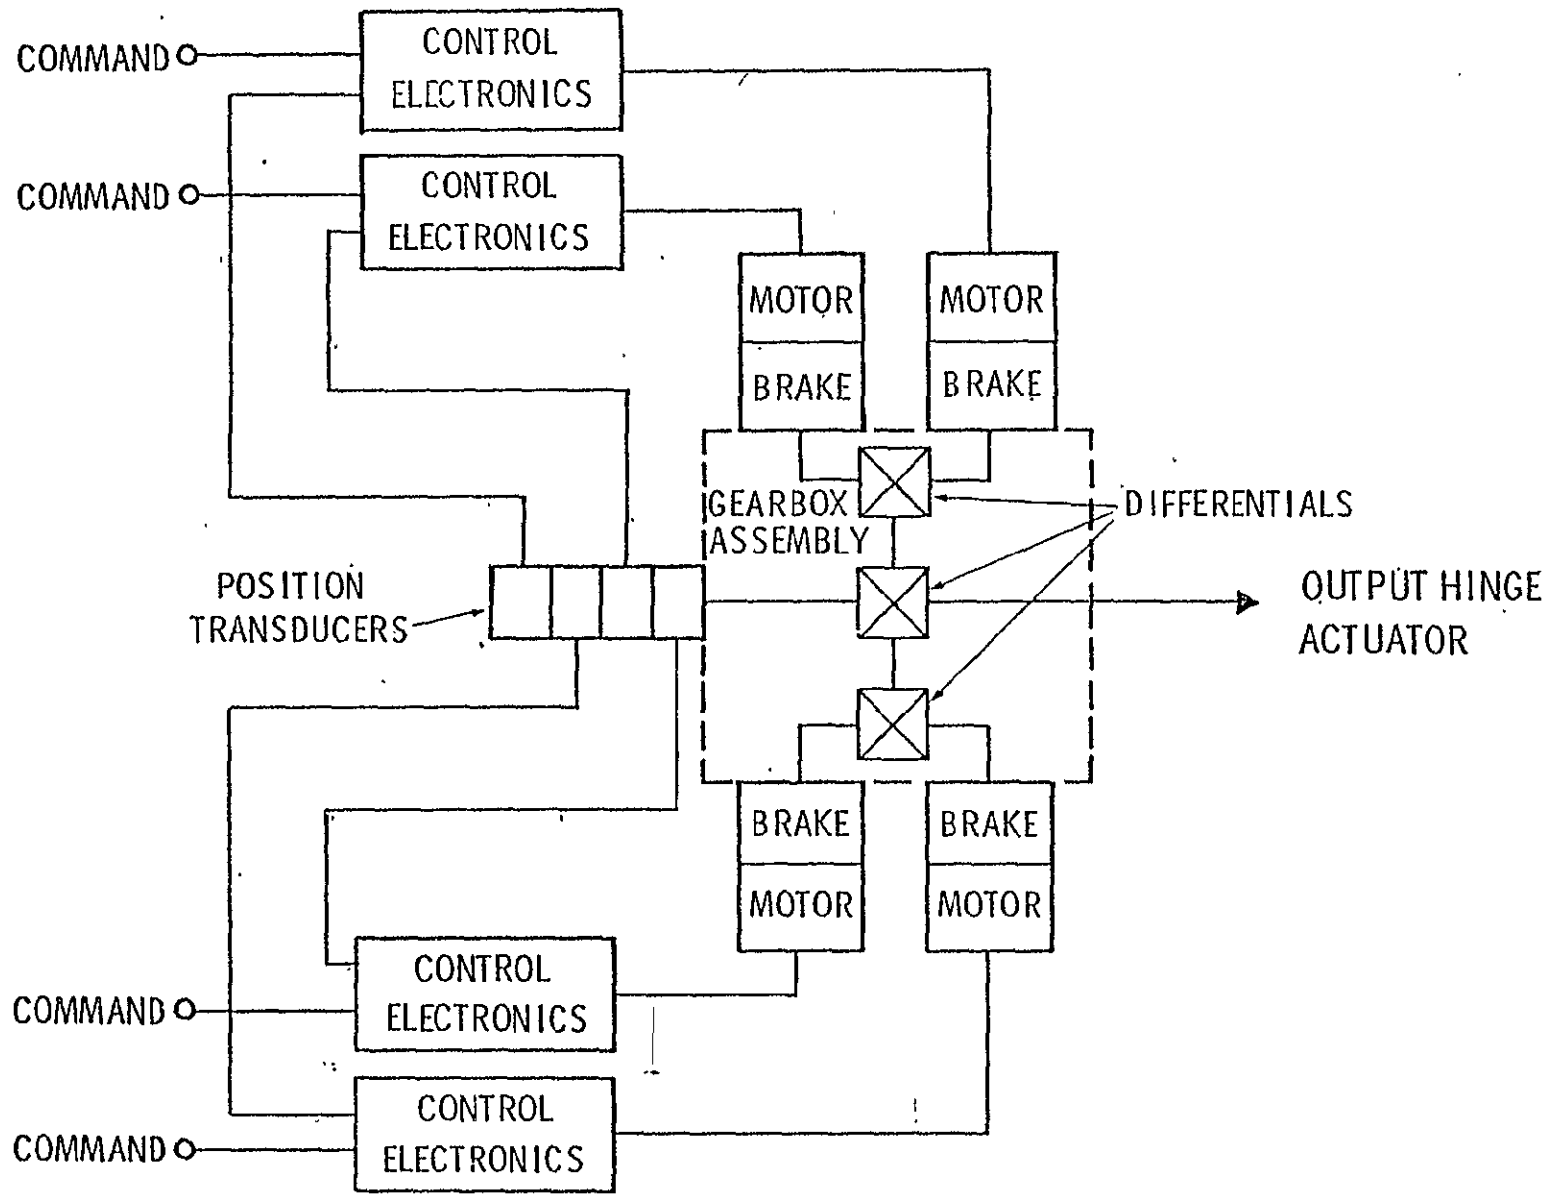 COMMAND
CONTROL
ELECTRONICS
COMMAND
CONTROL
ELECTRONICS
MOTOR
MOTOR
BRAKE
BRAKE
GEARBOX
ASSEMBLY
DIFFERENTIALS
POSITION
TRANSDUCERS
OUTPUT HINGE
ACTUATOR
BRAKE
BRAKE
MOTOR
MOTOR
COMMAND
CONTROL
ELECTRONICS
COMMAND
CONTROL
ELECTRONICS